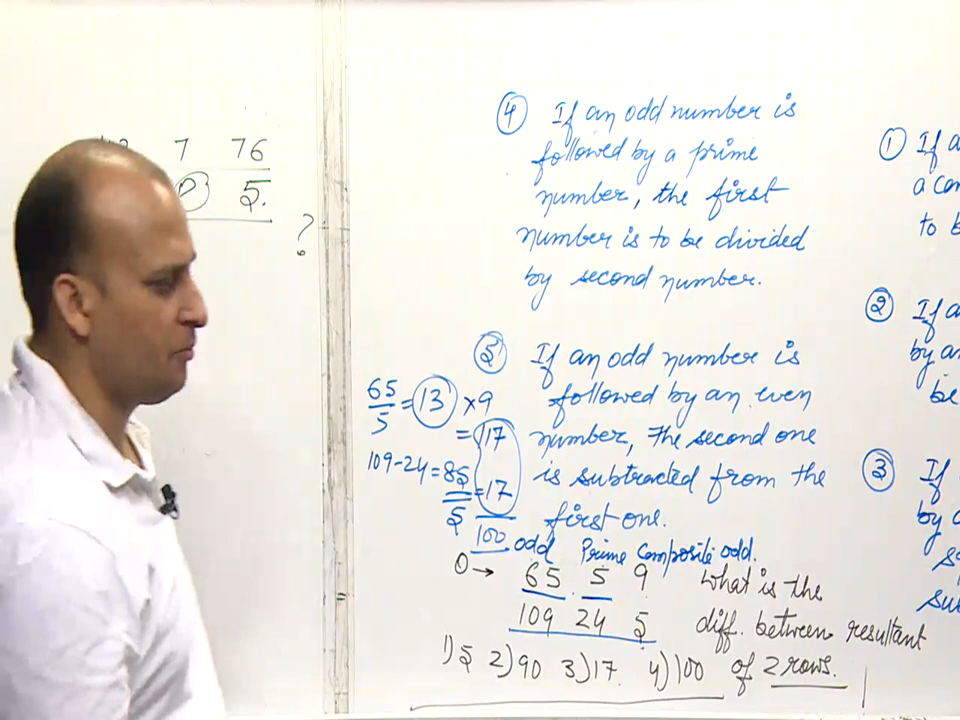 7 76
5.
?
④ If an odd number is
followed by a prime
number, the first
number is to be divided
by second number.
⑤ If an odd number is
followed by an even
number, The second one
is subtracted from the
first one.
65/5 = 13 × 9
= 117
109-24 = 85/5 = 17
100
odd Prime Composite odd.
65 5 9
109 24 5
What is the
diff. between resultant
of 2 rows.
1) 5 2) 90 3) 17 4) 100
① If a
to b
② If a
by an
be
③ If
by
su
sub